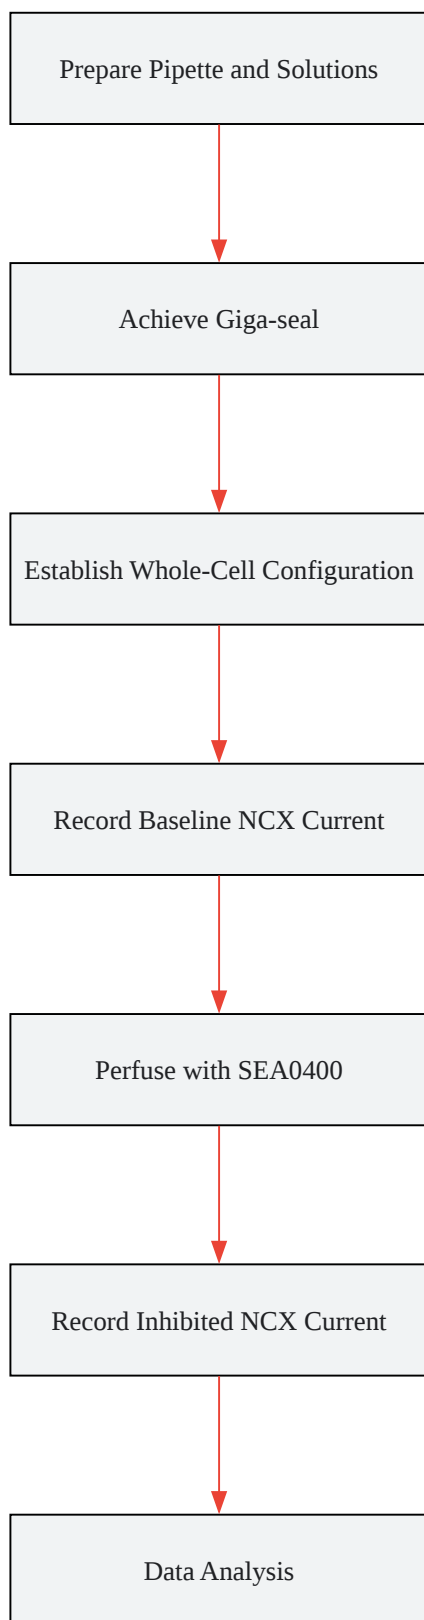 Prepare Pipette and Solutions
Achieve Giga-seal
Establish Whole-Cell Configuration
Record Baseline NCX Current
Perfuse with SEA0400
Record Inhibited NCX Current
Data Analysis